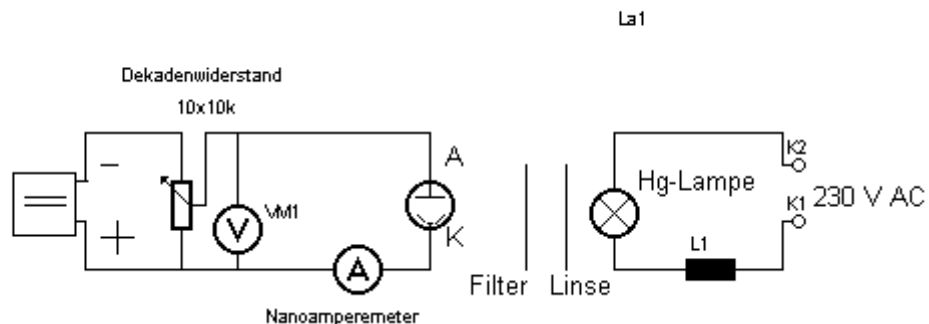 La1
Dekadenwiderstand
10x10k
−
+
V
VM1
A
Nanoamperemeter
A
K
Filter
Linse
Hg-Lampe
L1
K2
K1
230 V AC